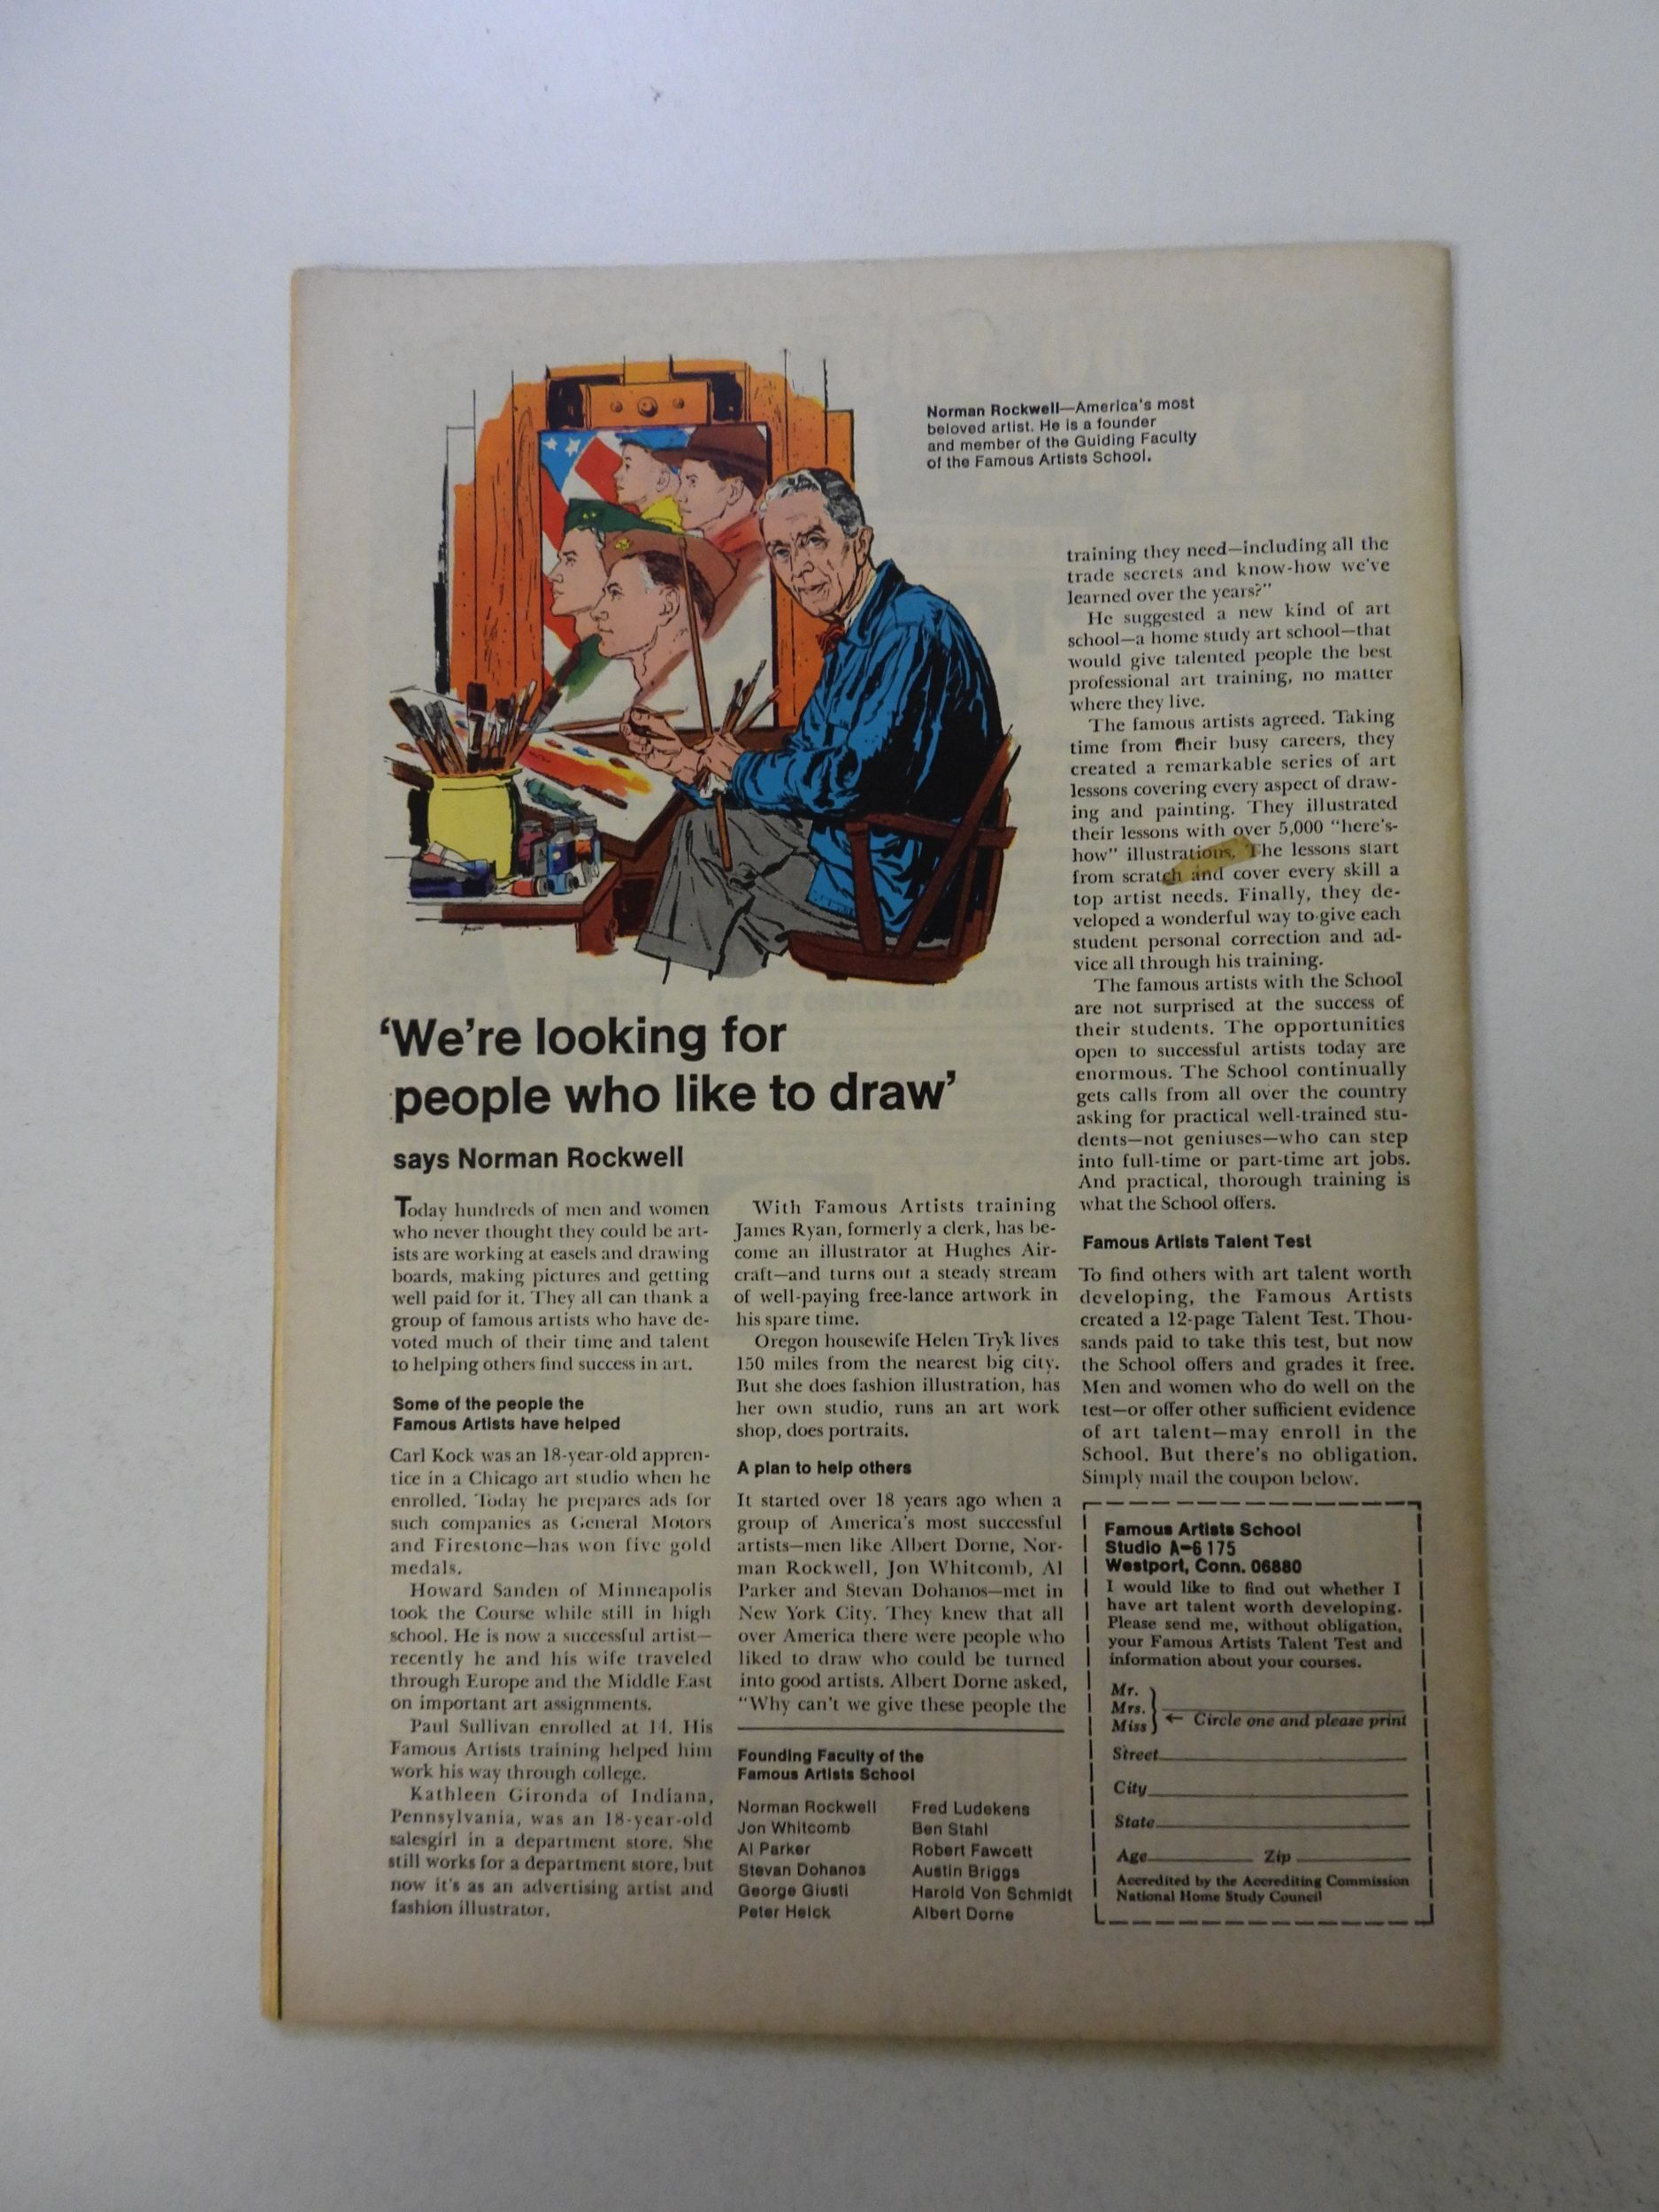 Norman Rockwell—America's most
beloved artist. He is a founder
and member of the Guiding Faculty
of the Famous Artists School.
'We're looking for
people who like to draw'
says Norman Rockwell
Today hundreds of men and women
who never thought they could be art-
ists are working at easels and drawing
boards, making pictures and getting
well paid for it. They all can thank a
group of famous artists who have de-
voted much of their time and talent
to helping others find success in art.
Some of the people the
Famous Artists have helped
Carl Kock was an 18-year-old appren-
tice in a Chicago art studio when he
enrolled. Today he prepares ads for
such companies as General Motors
and Firestone—has won five gold
medals.
Howard Sanden of Minneapolis
took the Course while still in high
school. He is now a successful artist—
recently he and his wife traveled
through Europe and the Middle East
on important art assignments.
Paul Sullivan enrolled at 14. His
Famous Artists training helped him
work his way through college.
Kathleen Gironda of Indiana,
Pennsylvania, was an 18-year-old
salesgirl in a department store. She
still works for a department store, but
now it's as an advertising artist and
fashion illustrator.
With Famous Artists training
James Ryan, formerly a clerk, has be-
come an illustrator at Hughes Air-
craft—and turns out a steady stream
of well-paying free-lance artwork in
his spare time.
Oregon housewife Helen Tryk lives
150 miles from the nearest big city.
But she does fashion illustration, has
her own studio, runs an art work
shop, does portraits.
A plan to help others
It started over 18 years ago when a
group of America's most successful
artists—men like Albert Dorne, Nor-
man Rockwell, Jon Whitcomb, Al
Parker and Stevan Dohanos—met in
New York City. They knew that all
over America there were people who
liked to draw who could be turned
into good artists. Albert Dorne asked,
"Why can't we give these people the
training they need—including all the
trade secrets and know-how we've
learned over the years?"
He suggested a new kind of art
school—a home study art school—that
would give talented people the best
professional art training, no matter
where they live.
The famous artists agreed. Taking
time from their busy careers, they
created a remarkable series of art
lessons covering every aspect of draw-
ing and painting. They illustrated
their lessons with over 5,000 "here's-
how" illustrations. The lessons start
from scratch and cover every skill a
top artist needs. Finally, they de-
veloped a wonderful way to give each
student personal correction and ad-
vice all through his training.
The famous artists with the School
are not surprised at the success of
their students. The opportunities
open to successful artists today are
enormous. The School continually
gets calls from all over the country
asking for practical well-trained stu-
dents—not geniuses—who can step
into full-time or part-time art jobs.
And practical, thorough training is
what the School offers.
Famous Artists Talent Test
To find others with art talent worth
developing, the Famous Artists
created a 12-page Talent Test. Thou-
sands paid to take this test, but now
the School offers and grades it free.
Men and women who do well on the
test—or offer other sufficient evidence
of art talent—may enroll in the
School. But there's no obligation.
Simply mail the coupon below.
Founding Faculty of the
Famous Artists School
Norman Rockwell
Jon Whitcomb
Al Parker
Stevan Dohanos
George Giusti
Peter Helck
Fred Ludekens
Ben Stahl
Robert Fawcett
Austin Briggs
Harold Von Schmidt
Albert Dorne
Famous Artists School
Studio A-6175
Westport, Conn. 06880
I would like to find out whether I
have art talent worth developing.
Please send me, without obligation,
your Famous Artists Talent Test and
information about your courses.
Mr.
Mrs.
Miss
← Circle one and please print
Street
City
State
Age Zip
Accredited by the Accrediting Commission
National Home Study Council